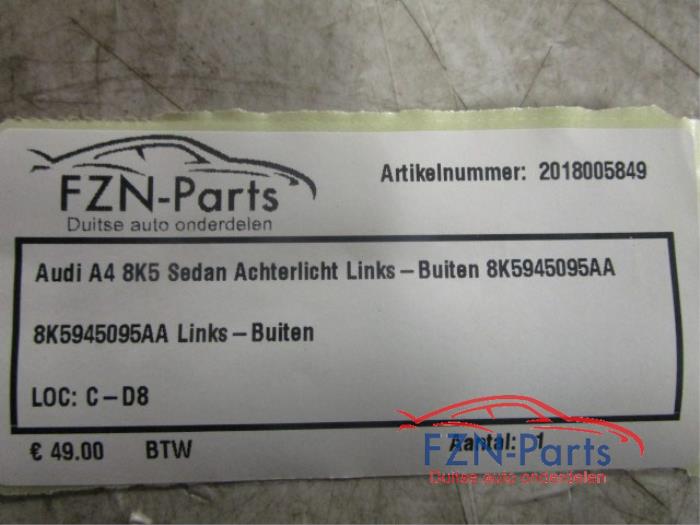 FZN-Parts
Duitse auto onderdelen
Artikelnummer: 2018005849
Audi A4 8K5 Sedan Achterlicht Links-Buiten 8K5945095AA
8K5945095AA Links-Buiten
LOC: C-D8
€ 49.00 BTW
Aantal: 1
FZN-Parts
Duitse auto onderdelen